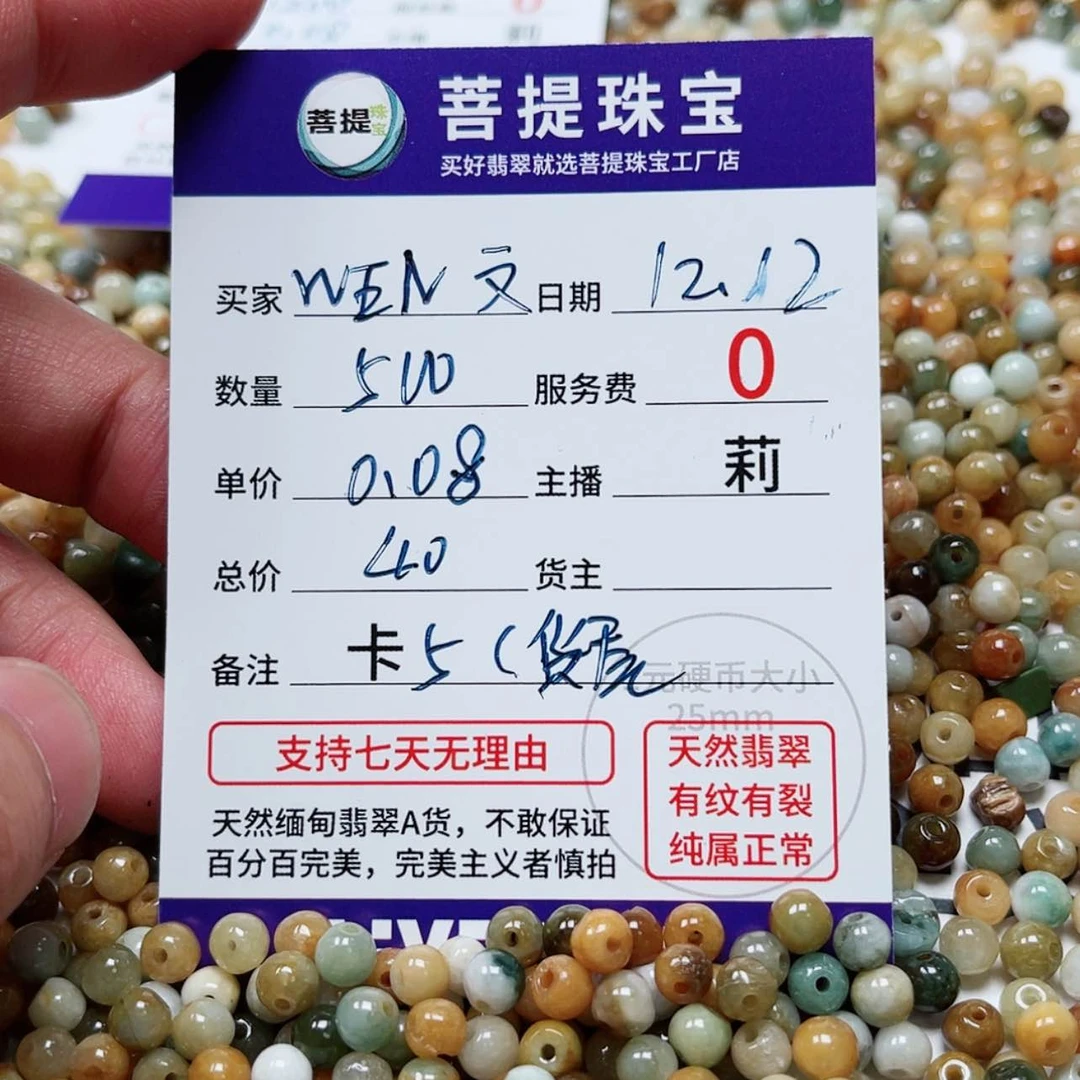 菩提珠宝
菩提珠宝
买好翡翠就选菩提珠宝工厂店
买家 WEN 文 日期 12.12
数量 500 服务费 0
单价 0.08 主播 莉
总价 40 货主
备注 卡5（货
元硬币大小
25mm
支持七天无理由
天然缅甸翡翠A货，不敢保证
百分百完美，完美主义者慎拍
天然翡翠
有纹有裂
纯属正常